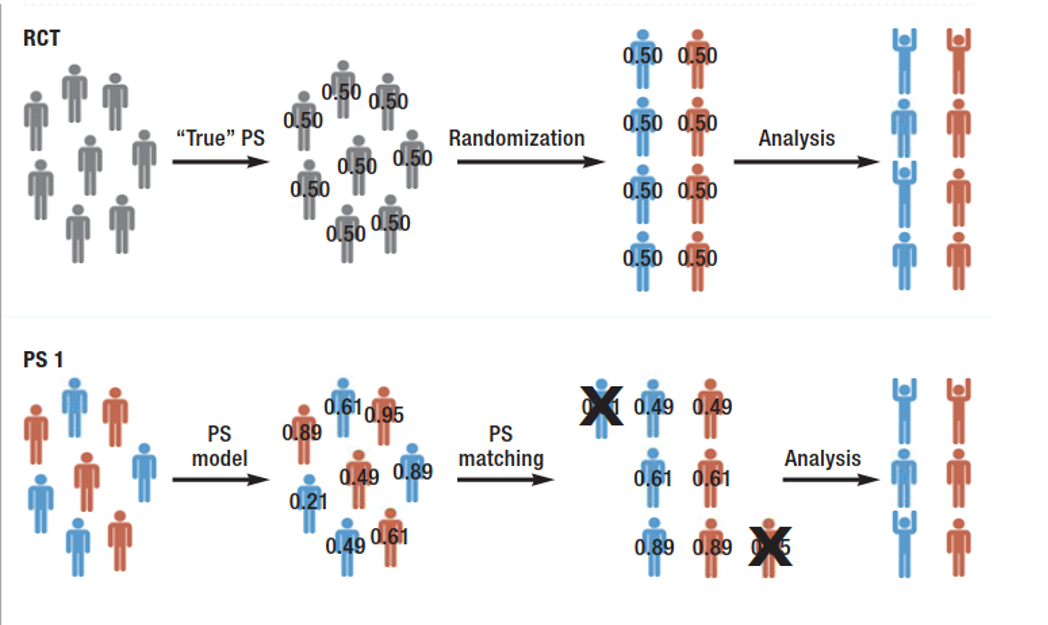 RCT
"True" PS
Randomization
Analysis
0.50
0.50
0.50
0.50
0.50
0.50
0.50
0.50
0.50 0.50
0.50 0.50
0.50 0.50
0.50 0.50
PS 1
PS
model
PS
matching
Analysis
0.61
0.95
0.89
0.49
0.89
0.21
0.49
0.61
0.49 0.49
0.61 0.61
0.89 0.89